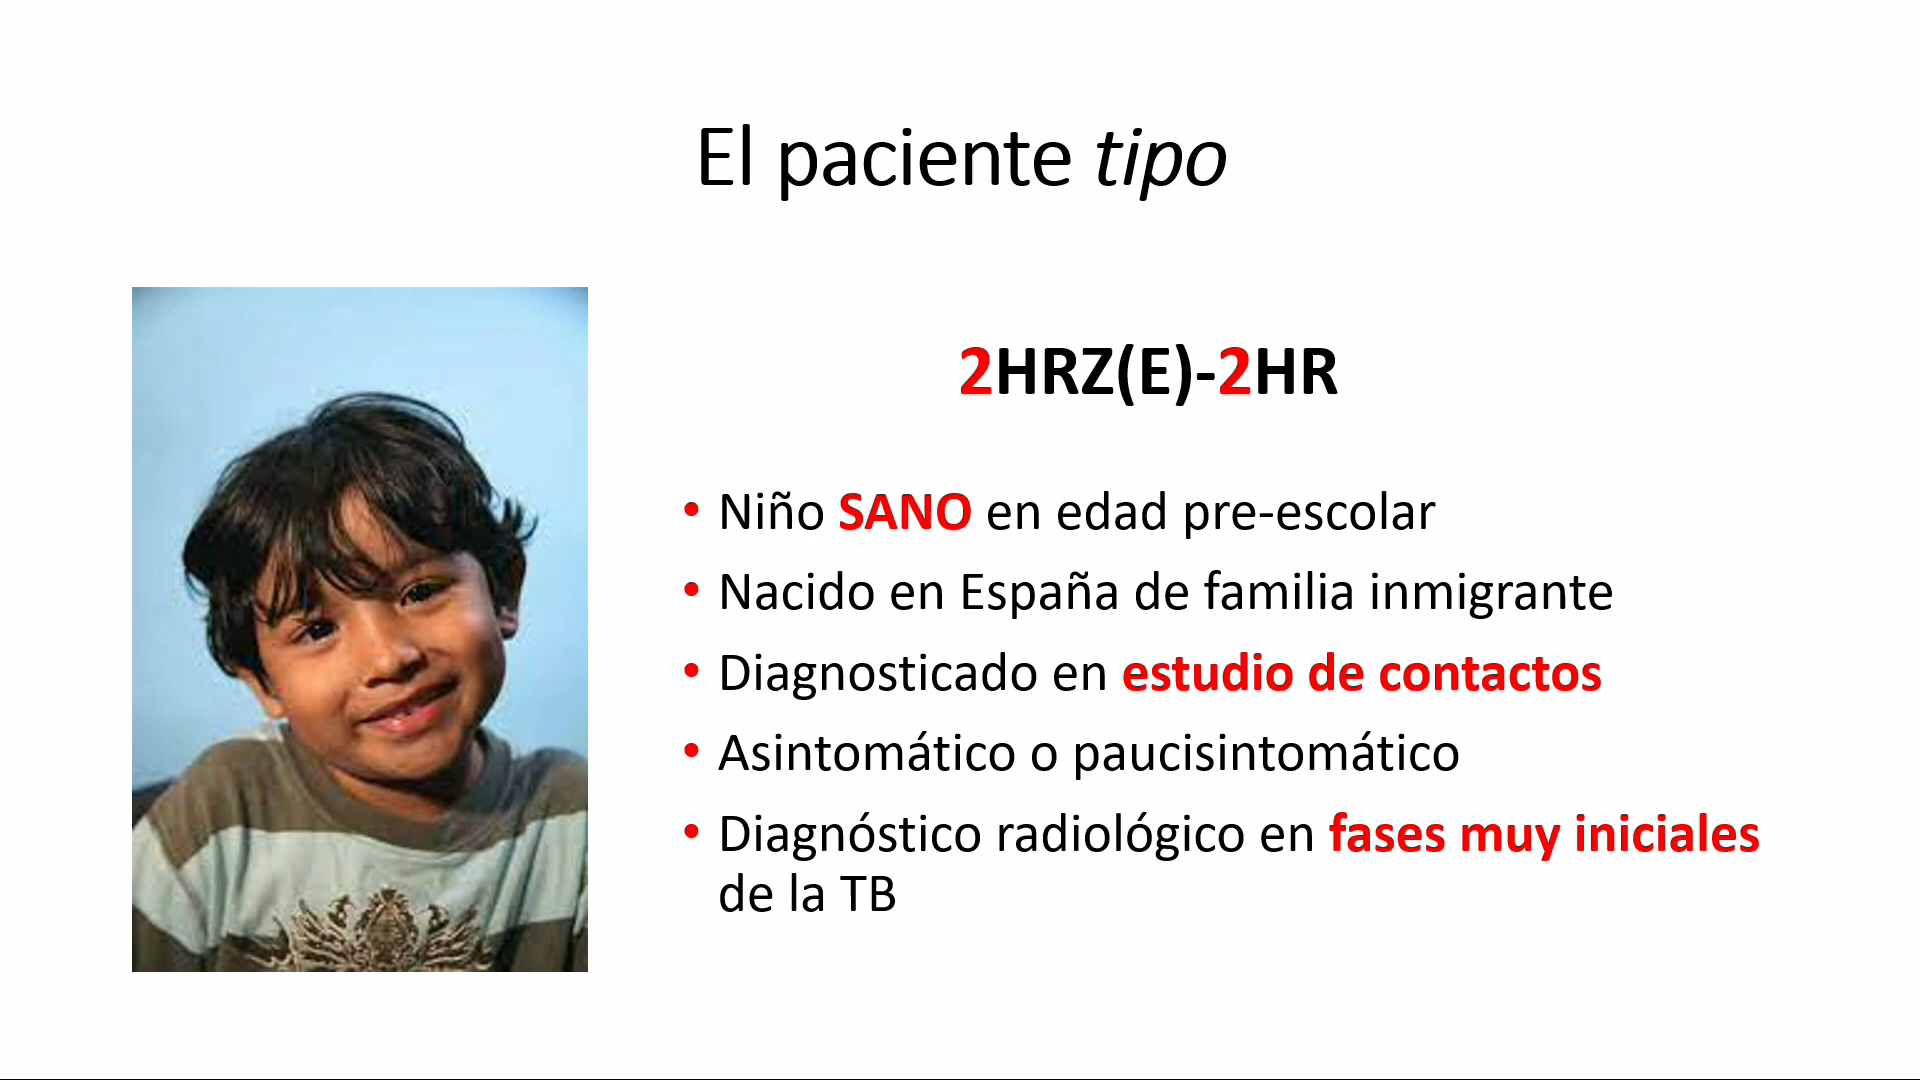 El paciente tipo
2HRZ(E)-2HR
• Niño SANO en edad pre-escolar
• Nacido en España de familia inmigrante
• Diagnosticado en estudio de contactos
• Asintomático o paucisintomático
• Diagnóstico radiológico en fases muy iniciales
de la TB